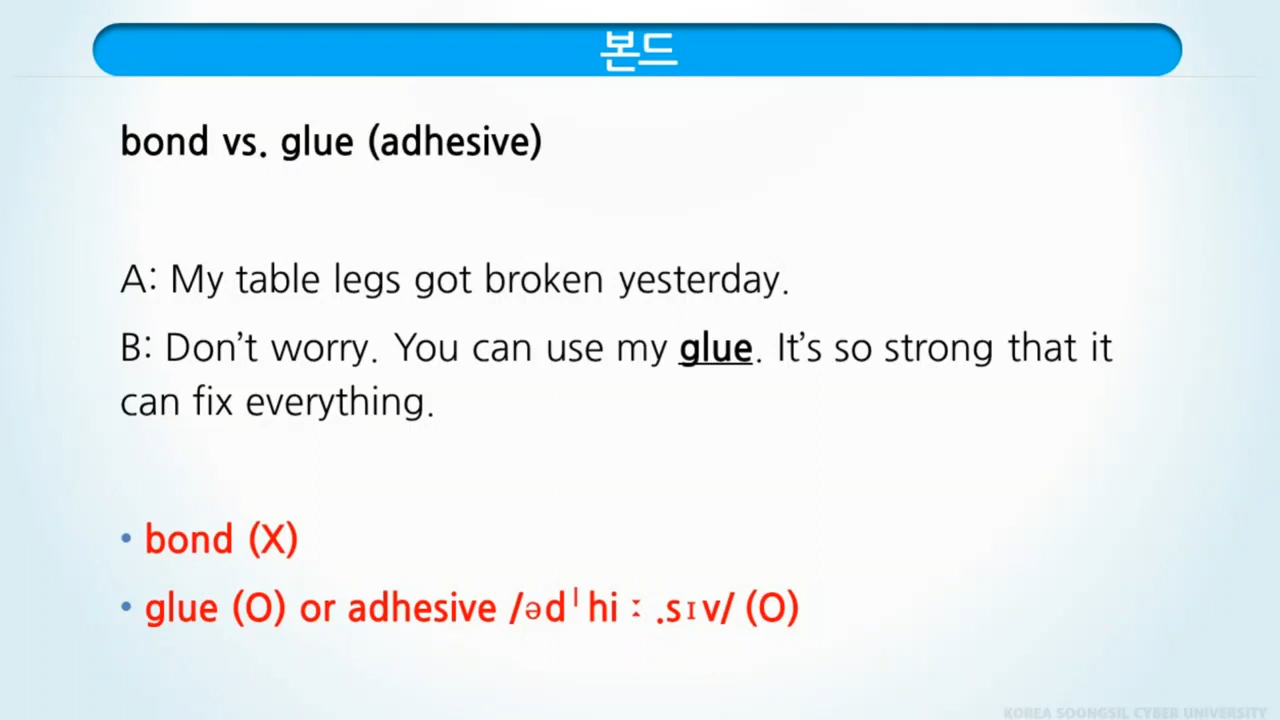 본드
bond vs. glue (adhesive)
A: My table legs got broken yesterday.
B: Don’t worry. You can use my glue. It’s so strong that it
can fix everything.
• bond (X)
• glue (O) or adhesive /ədˈhiː.sɪv/ (O)
KOREA SOONGSIL CYBER UNIVERSITY